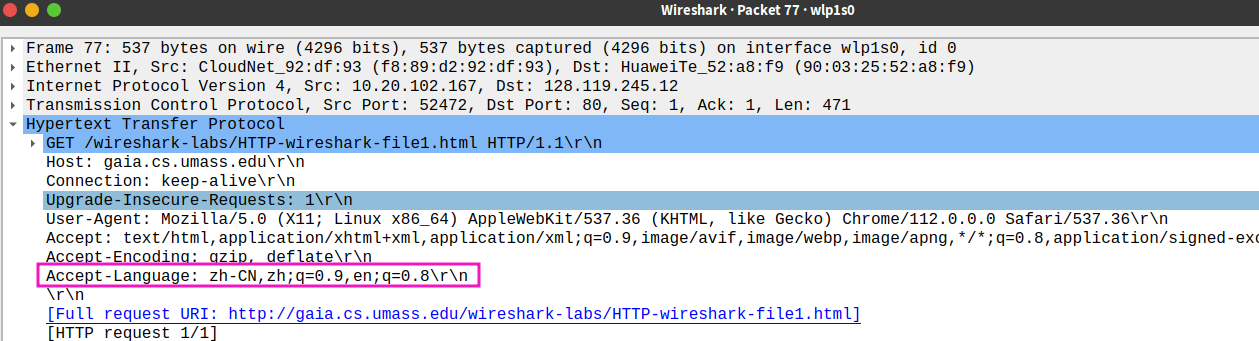 Wireshark · Packet 77 · wlp1s0
Frame 77: 537 bytes on wire (4296 bits), 537 bytes captured (4296 bits) on interface wlp1s0, id 0
Ethernet II, Src: CloudNet_92:df:93 (f8:89:d2:92:df:93), Dst: HuaweiTe_52:a8:f9 (90:03:25:52:a8:f9)
Internet Protocol Version 4, Src: 10.20.102.167, Dst: 128.119.245.12
Transmission Control Protocol, Src Port: 52472, Dst Port: 80, Seq: 1, Ack: 1, Len: 471
Hypertext Transfer Protocol
GET /wireshark-labs/HTTP-wireshark-file1.html HTTP/1.1\r\n
Host: gaia.cs.umass.edu\r\n
Connection: keep-alive\r\n
Upgrade-Insecure-Requests: 1\r\n
User-Agent: Mozilla/5.0 (X11; Linux x86_64) AppleWebKit/537.36 (KHTML, like Gecko) Chrome/112.0.0.0 Safari/537.36\r\n
Accept: text/html,application/xhtml+xml,application/xml;q=0.9,image/avif,image/webp,image/apng,*/*;q=0.8,application/signed-exc
Accept-Encoding: gzip, deflate\r\n
Accept-Language: zh-CN,zh;q=0.9,en;q=0.8\r\n
\r\n
[Full request URI: http://gaia.cs.umass.edu/wireshark-labs/HTTP-wireshark-file1.html]
[HTTP request 1/1]